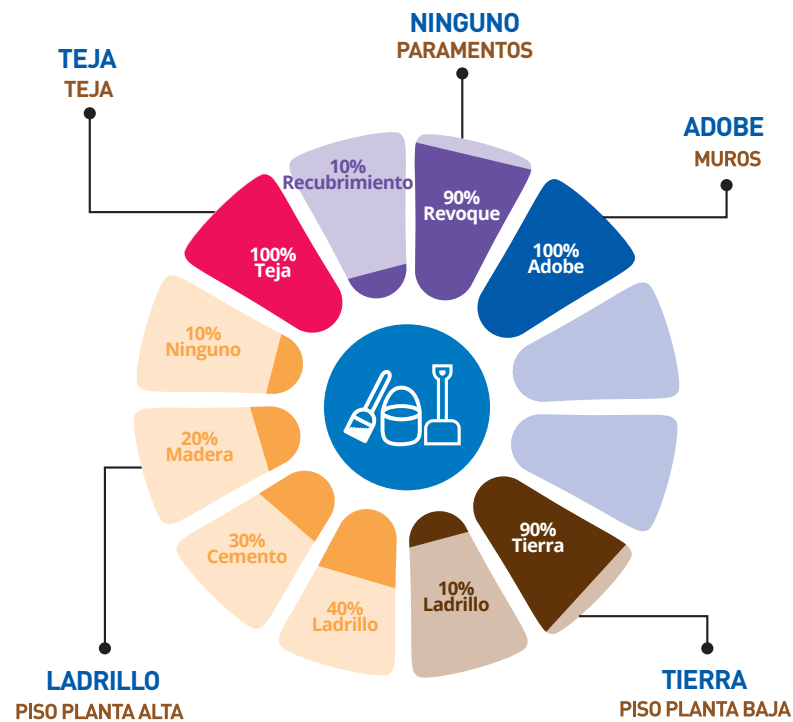 NINGUNO
PARAMENTOS
TEJA
TEJA
ADOBE
MUROS
10%
Recubrimiento
90%
Revoque
100%
Teja
100%
Adobe
10%
Ninguno
20%
Madera
30%
Cemento
40%
Ladrillo
10%
Ladrillo
90%
Tierra
LADRILLO
PISO PLANTA ALTA
TIERRA
PISO PLANTA BAJA